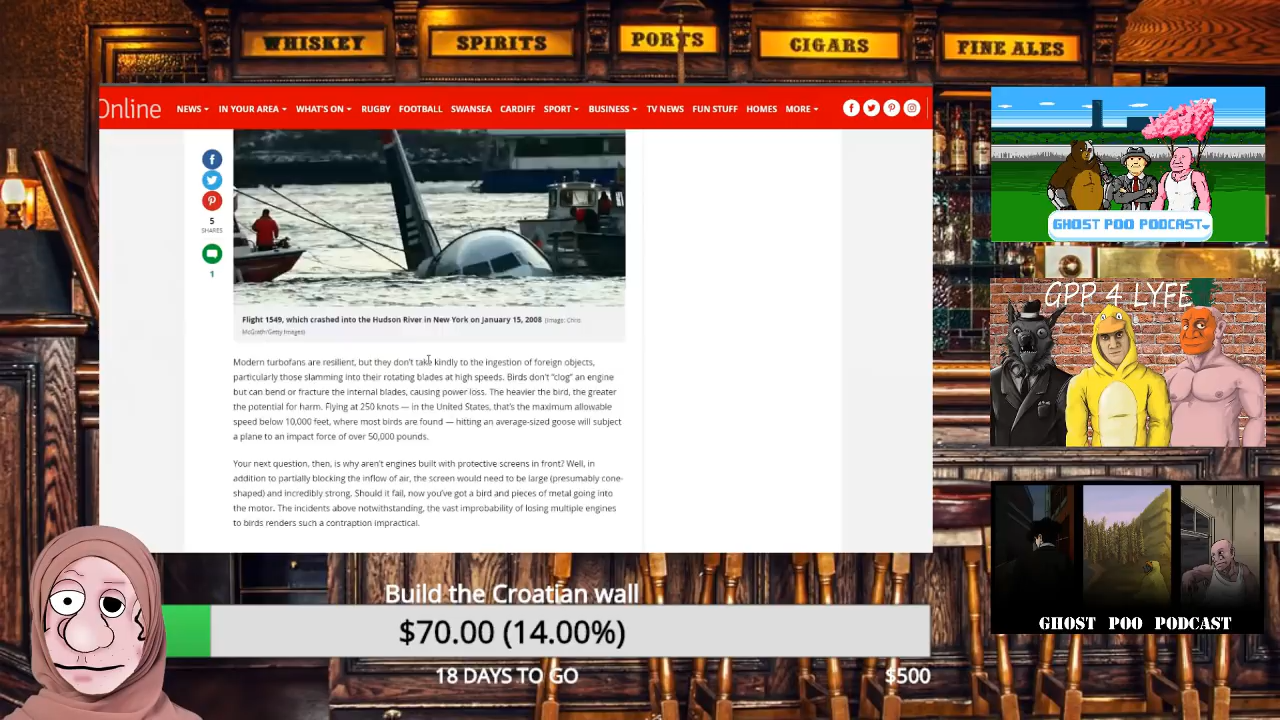 WHISKEY
SPIRITS
PORTS
CIGARS
FINE ALES
Online
NEWS IN YOUR AREA WHAT'S ON RUGBY FOOTBALL SWANSEA CARDIFF SPORT BUSINESS TV NEWS FUN STUFF HOMES MORE
5
SHARES
1
Flight 1549, which crashed into the Hudson River in New York on January 15, 2008 (Image: Chris
McGrath/Getty Images)
Modern turbofans are resilient, but they don't take kindly to the ingestion of foreign objects,
particularly those slamming into their rotating blades at high speeds. Birds don't "clog" an engine
but can bend or fracture the internal blades, causing power loss. The heavier the bird, the greater
the potential for harm. Flying at 250 knots — in the United States, that's the maximum allowable
speed below 10,000 feet, where most birds are found — hitting an average-sized goose will subject
a plane to an impact force of over 50,000 pounds.
Your next question, then, is why aren't engines built with protective screens in front? Well, in
addition to partially blocking the inflow of air, the screen would need to be large (presumably cone-
shaped) and incredibly strong. Should it fail, now you've got a bird and pieces of metal going into
the motor. The incidents above notwithstanding, the vast improbability of losing multiple engines
to birds renders such a contraption impractical.
GHOST POO PODCAST
GPP 4 LYFE
GHOST POO PODCAST
Build the Croatian wall
$70.00 (14.00%)
18 DAYS TO GO
$500